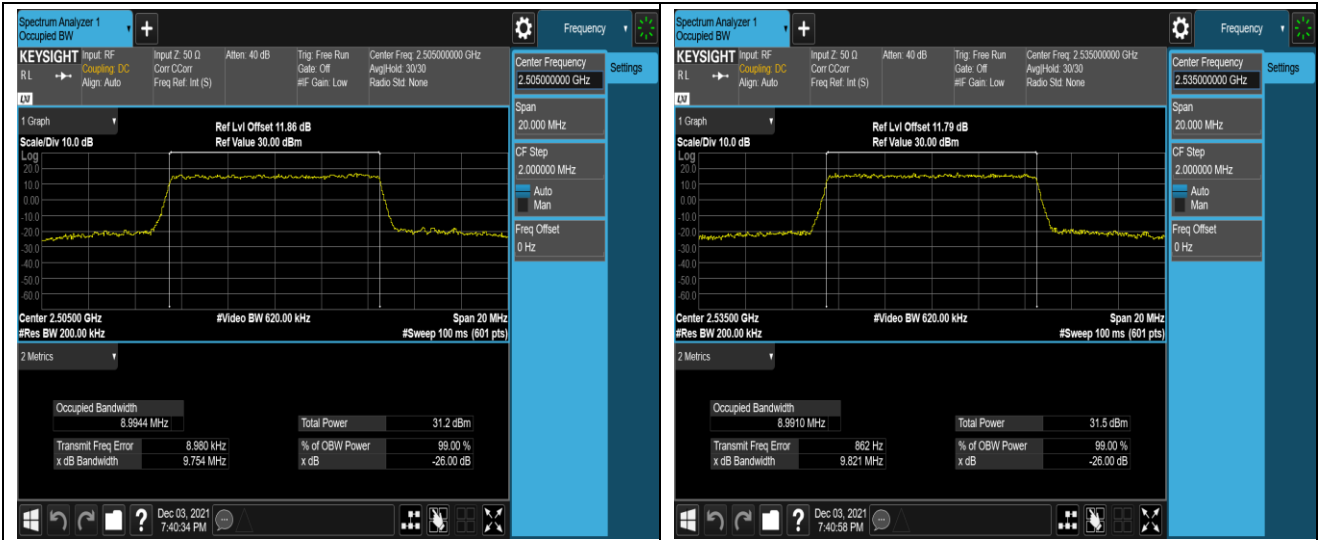 Spectrum Analyzer 1
Occupied BW
Frequency
KEYSIGHT
RL
LXI
Input: RF
Coupling: DC
Align: Auto
Input Z: 50 Ω
Corr CCorr
Freq Ref: Int (S)
Atten: 40 dB
Trig: Free Run
Gate: Off
#IF Gain: Low
Center Freq: 2.505000000 GHz
Avg|Hold: 30/30
Radio Std: None
Center Frequency
2.505000000 GHz
Settings
Span
20.000 MHz
CF Step
2.000000 MHz
Auto
Man
Freq Offset
0 Hz
1 Graph
Scale/Div 10.0 dB
Ref Lvl Offset 11.86 dB
Ref Value 30.00 dBm
Log
20.0
10.0
0.00
-10.0
-20.0
-30.0
-40.0
-50.0
-60.0
Center 2.50500 GHz
#Res BW 200.00 kHz
#Video BW 620.00 kHz
Span 20 MHz
#Sweep 100 ms (601 pts)
2 Metrics
Occupied Bandwidth
8.9944 MHz
Total Power 31.2 dBm
Transmit Freq Error 8.980 kHz
% of OBW Power 99.00 %
x dB Bandwidth 9.754 MHz
x dB -26.00 dB
?
Dec 03, 2021
7:40:34 PM
Spectrum Analyzer 1
Occupied BW
Frequency
KEYSIGHT
RL
LXI
Input: RF
Coupling: DC
Align: Auto
Input Z: 50 Ω
Corr CCorr
Freq Ref: Int (S)
Atten: 40 dB
Trig: Free Run
Gate: Off
#IF Gain: Low
Center Freq: 2.535000000 GHz
Avg|Hold: 30/30
Radio Std: None
Center Frequency
2.535000000 GHz
Settings
Span
20.000 MHz
CF Step
2.000000 MHz
Auto
Man
Freq Offset
0 Hz
1 Graph
Scale/Div 10.0 dB
Ref Lvl Offset 11.79 dB
Ref Value 30.00 dBm
Log
20.0
10.0
0.00
-10.0
-20.0
-30.0
-40.0
-50.0
-60.0
Center 2.53500 GHz
#Res BW 200.00 kHz
#Video BW 620.00 kHz
Span 20 MHz
#Sweep 100 ms (601 pts)
2 Metrics
Occupied Bandwidth
8.9910 MHz
Total Power 31.5 dBm
Transmit Freq Error 862 Hz
% of OBW Power 99.00 %
x dB Bandwidth 9.821 MHz
x dB -26.00 dB
?
Dec 03, 2021
7:40:58 PM